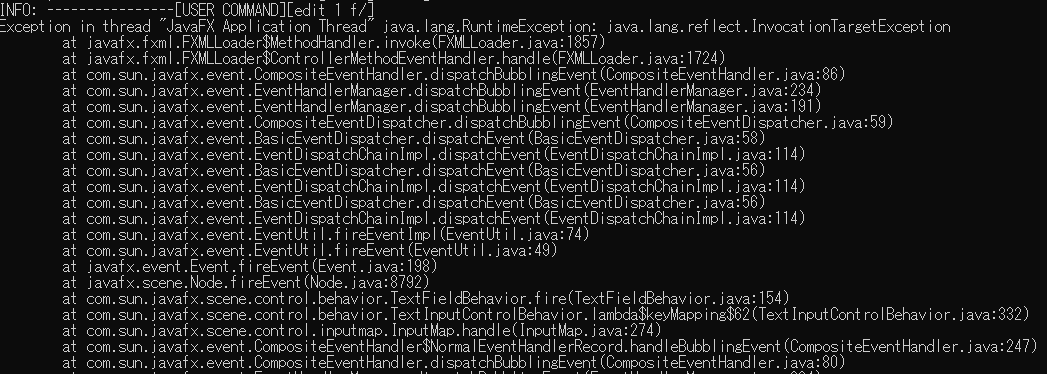 INFO: ----------------[USER COMMAND][edit 1 f/]
Exception in thread "JavaFX Application Thread" java.lang.RuntimeException: java.lang.reflect.InvocationTargetException
at javafx.fxml.FXMLLoader$MethodHandler.invoke(FXMLLoader.java:1857)
at javafx.fxml.FXMLLoader$ControllerMethodEventHandler.handle(FXMLLoader.java:1724)
at com.sun.javafx.event.CompositeEventHandler.dispatchBubblingEvent(CompositeEventHandler.java:86)
at com.sun.javafx.event.EventHandlerManager.dispatchBubblingEvent(EventHandlerManager.java:234)
at com.sun.javafx.event.EventHandlerManager.dispatchBubblingEvent(EventHandlerManager.java:191)
at com.sun.javafx.event.CompositeEventDispatcher.dispatchBubblingEvent(CompositeEventDispatcher.java:59)
at com.sun.javafx.event.BasicEventDispatcher.dispatchEvent(BasicEventDispatcher.java:58)
at com.sun.javafx.event.EventDispatchChainImpl.dispatchEvent(EventDispatchChainImpl.java:114)
at com.sun.javafx.event.BasicEventDispatcher.dispatchEvent(BasicEventDispatcher.java:56)
at com.sun.javafx.event.EventDispatchChainImpl.dispatchEvent(EventDispatchChainImpl.java:114)
at com.sun.javafx.event.BasicEventDispatcher.dispatchEvent(BasicEventDispatcher.java:56)
at com.sun.javafx.event.EventDispatchChainImpl.dispatchEvent(EventDispatchChainImpl.java:114)
at com.sun.javafx.event.EventUtil.fireEventImpl(EventUtil.java:74)
at com.sun.javafx.event.EventUtil.fireEvent(EventUtil.java:49)
at javafx.event.Event.fireEvent(Event.java:198)
at javafx.scene.Node.fireEvent(Node.java:8792)
at com.sun.javafx.scene.control.behavior.TextFieldBehavior.fire(TextFieldBehavior.java:154)
at com.sun.javafx.scene.control.behavior.TextInputControlBehavior.lambda$keyMapping$62(TextInputControlBehavior.java:332)
at com.sun.javafx.scene.control.inputmap.InputMap.handle(InputMap.java:274)
at com.sun.javafx.event.CompositeEventHandler$NormalEventHandlerRecord.handleBubblingEvent(CompositeEventHandler.java:247)
at com.sun.javafx.event.CompositeEventHandler.dispatchBubblingEvent(CompositeEventHandler.java:80)